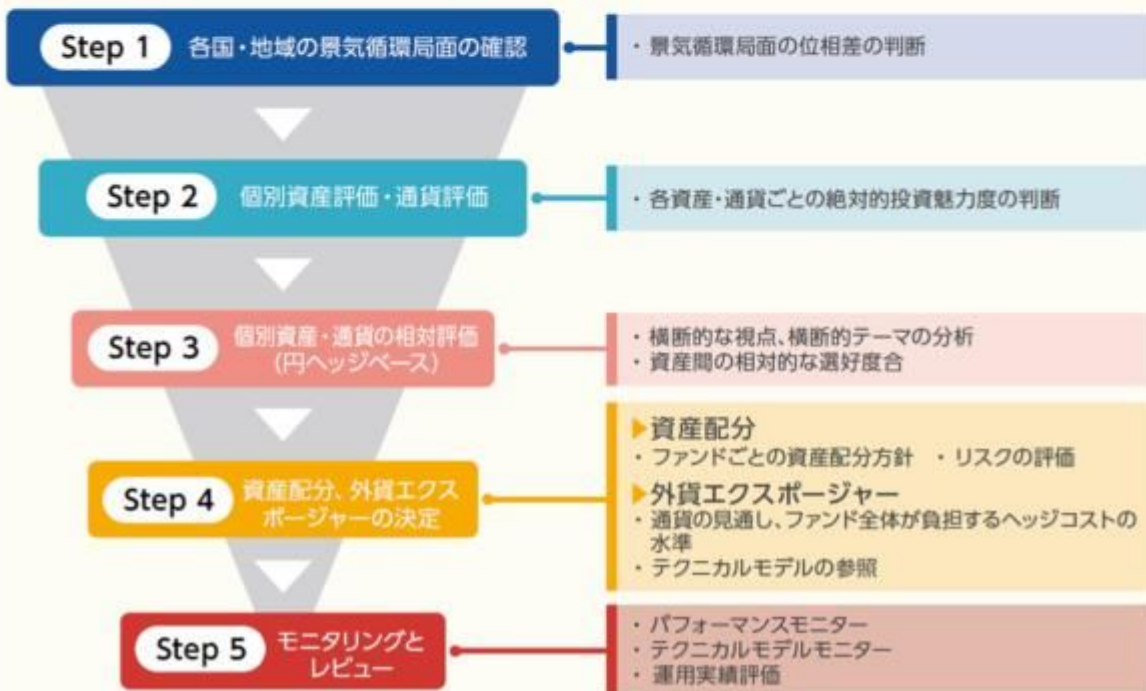 Step 1 各国・地域の景気循環局面の確認
・景気循環局面の位相差の判断
Step 2 個別資産評価・通貨評価
・各資産・通貨ごとの絶対的投資魅力度の判断
Step 3 個別資産・通貨の相対評価
(円ヘッジベース)
・横断的な視点、横断的テーマの分析
・資産間の相対的な選好度合
Step 4 資産配分、外貨エクス
ポージャーの決定
▶資産配分
・ファンドごとの資産配分方針 ・リスクの評価
▶外貨エクスポージャー
・通貨の見通し、ファンド全体が負担するヘッジコストの
水準
・テクニカルモデルの参照
Step 5 モニタリングと
レビュー
・パフォーマンスモニター
・テクニカルモデルモニター
・運用実績評価